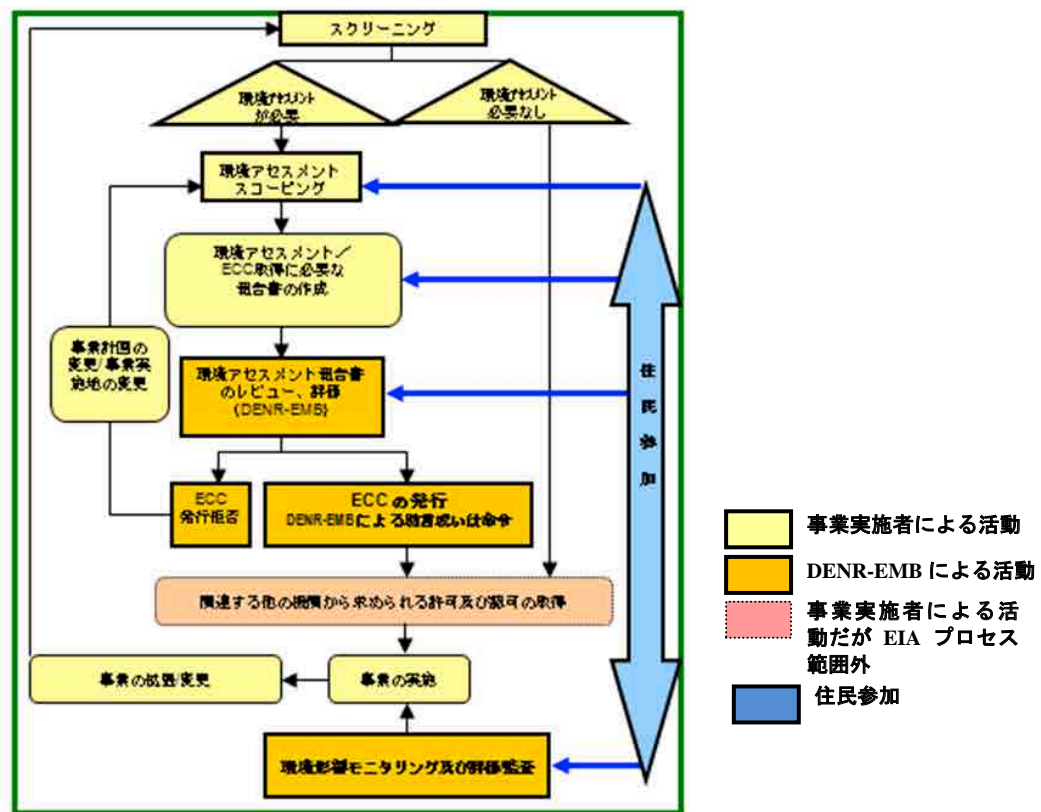 スクリーニング
環境アセスメント
が必要
環境アセスメント
必要なし
環境アセスメント
スコーピング
環境アセスメント／
ECC取得に必要な
報告書の作成
事業計画の
変更/事業実
施地の変更
環境アセスメント報告書
のレビュー、評価
(DENR-EMB)
ECC
発行拒否
ECCの発行
DENR-EMBによる助言或いは命令
関連する他の機関から求められる許可及び認可の取得
事業の拡張/変更
事業の実施
環境影響モニタリング及び評価監査
住
民
参
加
事業実施者による活動
DENR-EMB による活動
事業実施者による活
動だが EIA プロセス
範囲外
住民参加